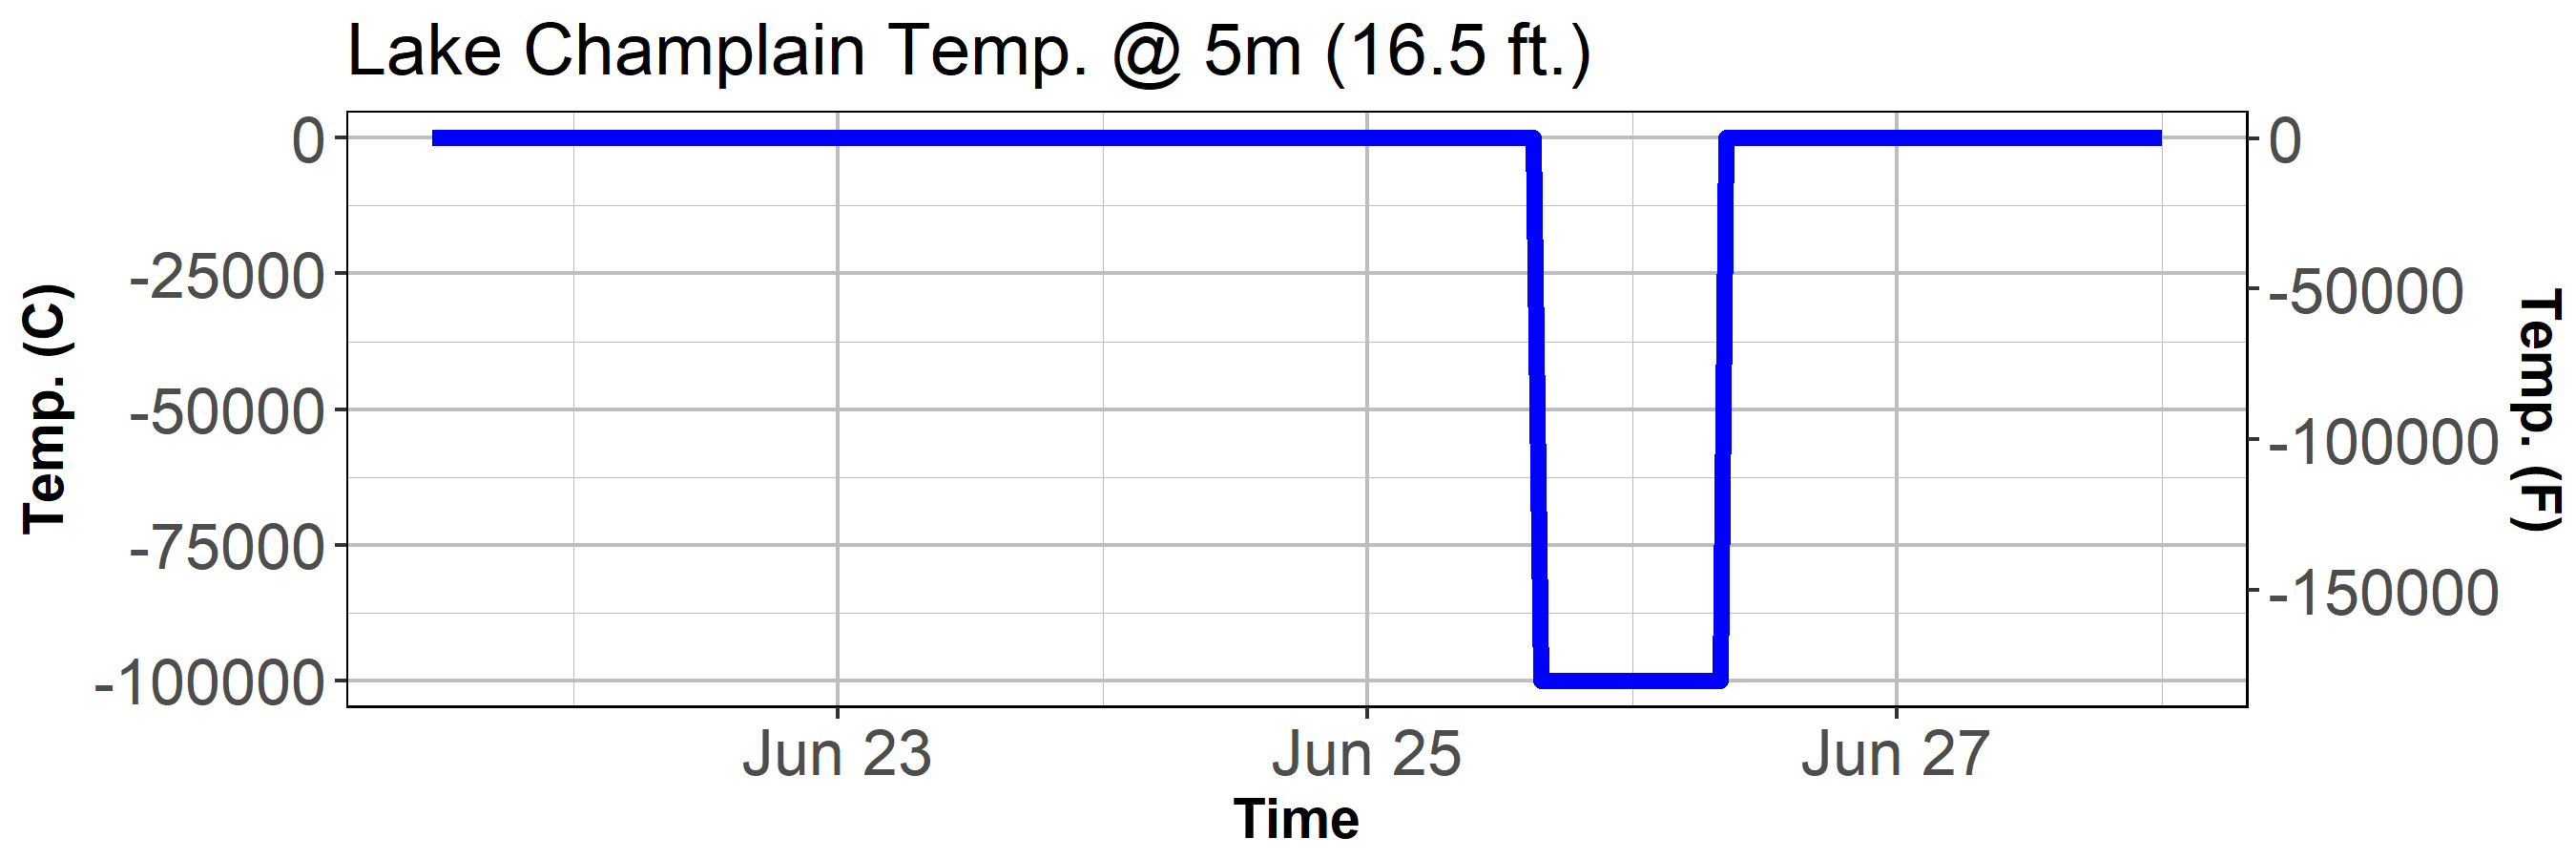 Lake Champlain Temp. @ 5m (16.5 ft.)
Temp. (C)
0
-25000
-50000
-75000
-100000
0
-50000
-100000
-150000
Temp. (F)
Jun 23
Jun 25
Jun 27
Time